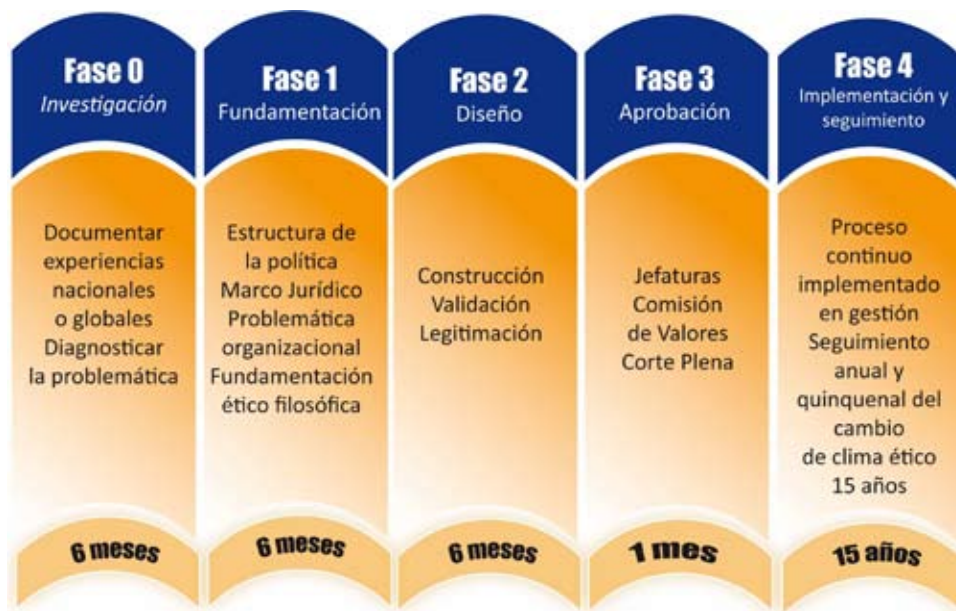 Fase 0
Investigación
Documentar
experiencias
nacionales
o globales
Diagnosticar
la problemática
6 meses
Fase 1
Fundamentación
Estructura de
la política
Marco Jurídico
Problemática
organizacional
Fundamentación
ético filosófica
6 meses
Fase 2
Diseño
Construcción
Validación
Legitimación
6 meses
Fase 3
Aprobación
Jefaturas
Comisión
de Valores
Corte Plena
1 mes
Fase 4
Implementación y
seguimiento
Proceso
continuo
implementado
en gestión
Seguimiento
anual y
quinquenal del
cambio
de clima ético
15 años
15 años